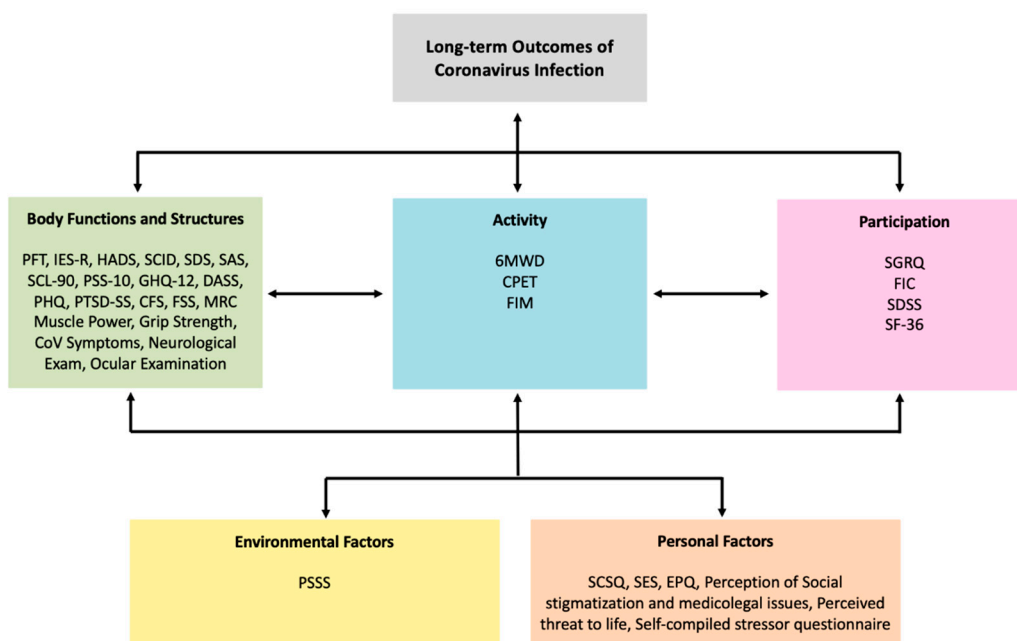 Long-term Outcomes of
Coronavirus Infection
Body Functions and Structures
PFT, IES-R, HADS, SCID, SDS, SAS,
SCL-90, PSS-10, GHQ-12, DASS,
PHQ, PTSD-SS, CFS, FSS, MRC
Muscle Power, Grip Strength,
CoV Symptoms, Neurological
Exam, Ocular Examination
Activity
6MWD
CPET
FIM
Participation
SGRQ
FIC
SDSS
SF-36
Environmental Factors
PSSS
Personal Factors
SCSQ, SES, EPQ, Perception of Social
stigmatization and medicolegal issues, Perceived
threat to life, Self-compiled stressor questionnaire